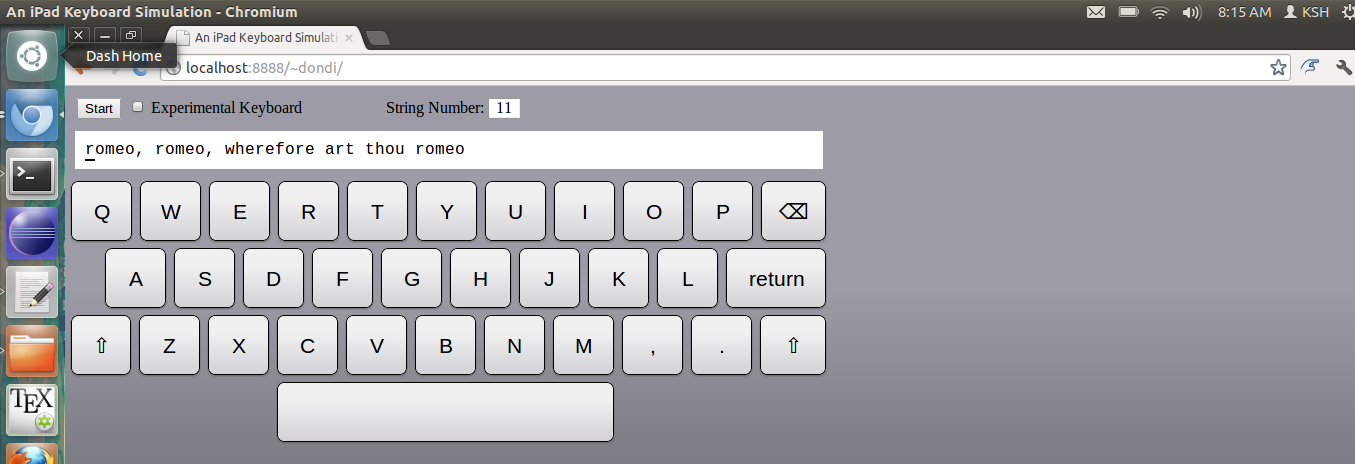 An iPad Keyboard Simulation - Chromium 8:15 AM KSH
An iPad Keyboard Simulati
Dash Home
localhost:8888/~dondi/
Start Experimental Keyboard String Number: 11
romeo, romeo, wherefore art thou romeo
Q W E R T Y U I O P ⌫
A S D F G H J K L return
⇧ Z X C V B N M , . ⇧
>_
TEX